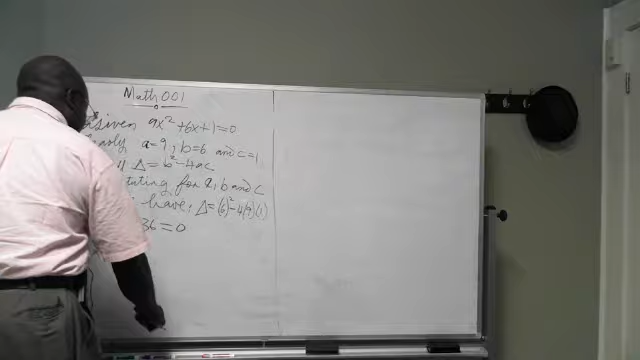 Math 001
Given 9x² + 6x + 1 = 0
a = 9, b = 6 and c = 1
Δ = b² - 4ac
for a, b and c
have, Δ = (6)² - 4(9)(1)
36 = 0